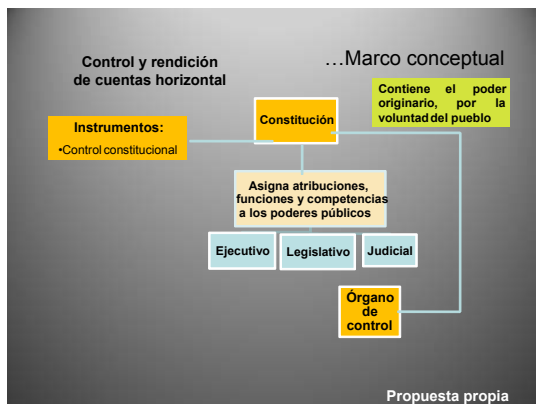 Control y rendición
de cuentas horizontal
…Marco conceptual
Contiene el poder
originario, por la
voluntad del pueblo
Constitución
Instrumentos:
•Control constitucional
Asigna atribuciones,
funciones y competencias
a los poderes públicos
Ejecutivo
Legislativo
Judicial
Órgano
de
control
Propuesta propia